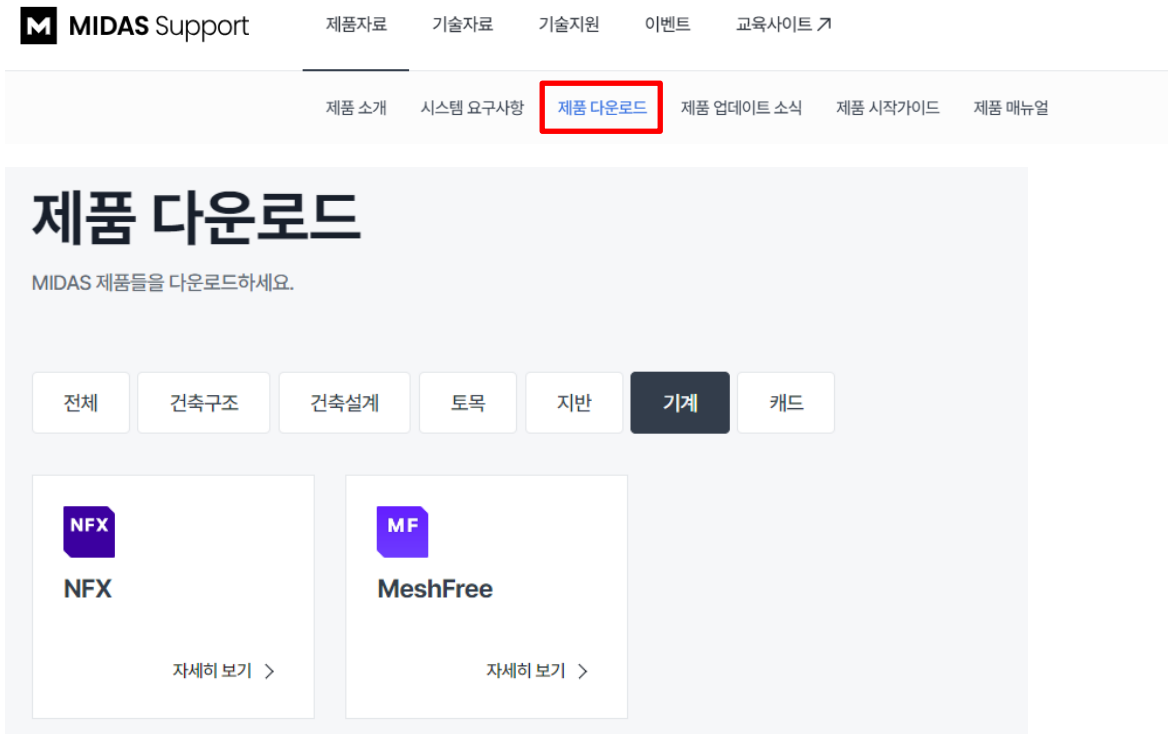 MIDAS Support 제품자료 기술자료 기술지원 이벤트 교육사이트
제품 소개 시스템 요구사항 제품 다운로드 제품 업데이트 소식 제품 시작가이드 제품 매뉴얼
제품 다운로드
MIDAS 제품들을 다운로드하세요.
전체 건축구조 건축설계 토목 지반 기계 캐드
NFX MF
NFX MeshFree
자세히 보기 자세히 보기